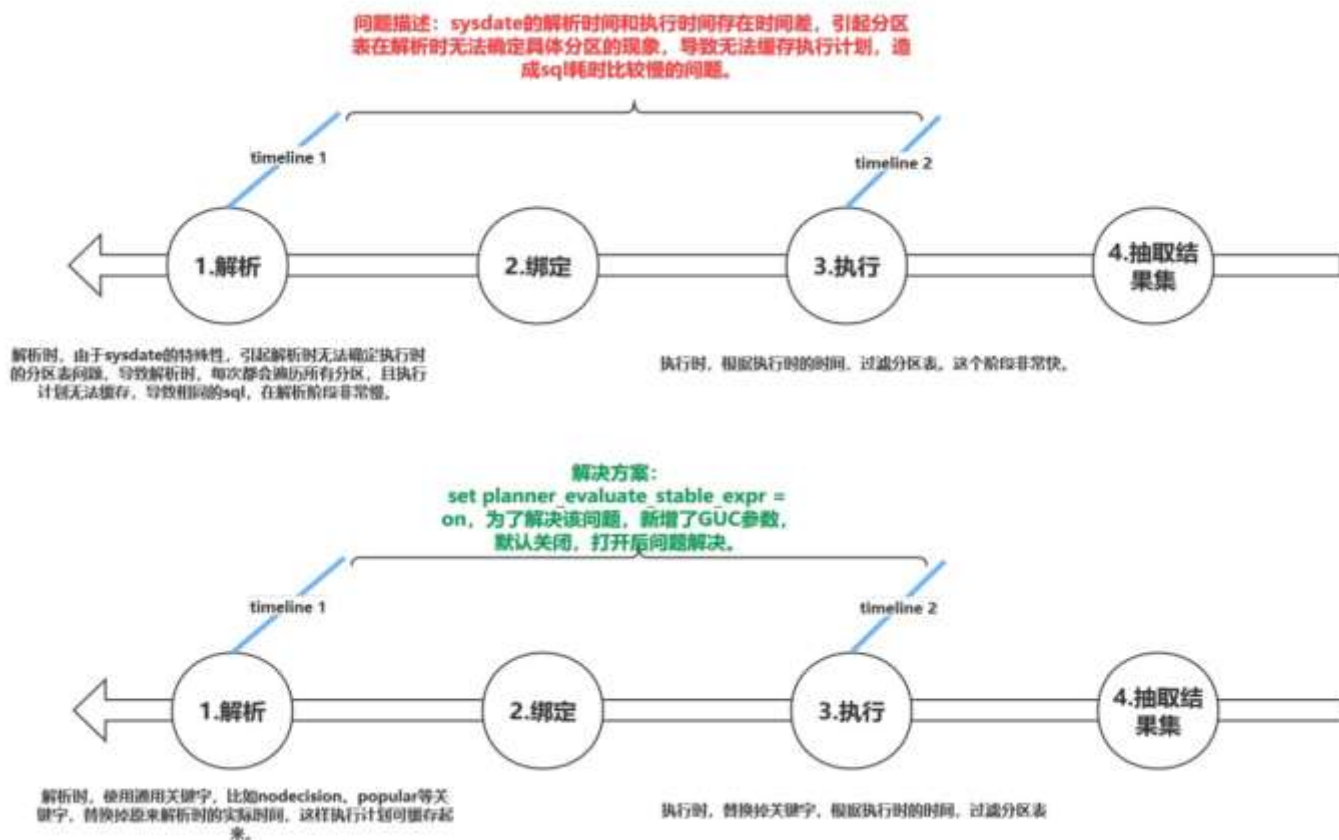 问题描述：sysdate的解析时间和执行时间存在时间差，引起分区
表在解析时无法确定具体分区的现象，导致无法缓存执行计划，造
成sql耗时比较慢的问题。
timeline 1
timeline 2
1.解析
2.绑定
3.执行
4.抽取结
果集
解析时，由于sysdate的特殊性，引起解析时无法确定执行时
的分区表问题，导致解析时，每次都会遍历所有分区，且执行
计划无法缓存，导致相同的sql，在解析阶段非常慢。
执行时，根据执行时的时间，过滤分区表。这个阶段非常快。
解决方案：
set planner_evaluate_stable_expr =
on，为了解决该问题，新增了GUC参数，
默认关闭，打开后问题解决。
timeline 1
timeline 2
1.解析
2.绑定
3.执行
4.抽取结
果集
解析时，使用通用关键字，比如nodecision、popular等关
键字，替换掉原来解析时的实际时间，这样执行计划可缓存起
来。
执行时，替换掉关键字，根据执行时的时间，过滤分区表